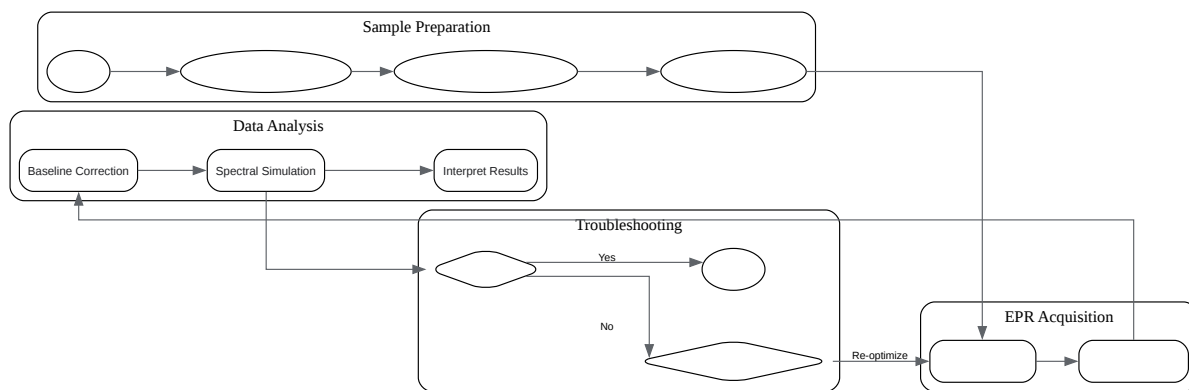 Sample Preparation
Data Analysis
Baseline Correction
Spectral Simulation
Interpret Results
Troubleshooting
Yes
No
Re-optimize
EPR Acquisition